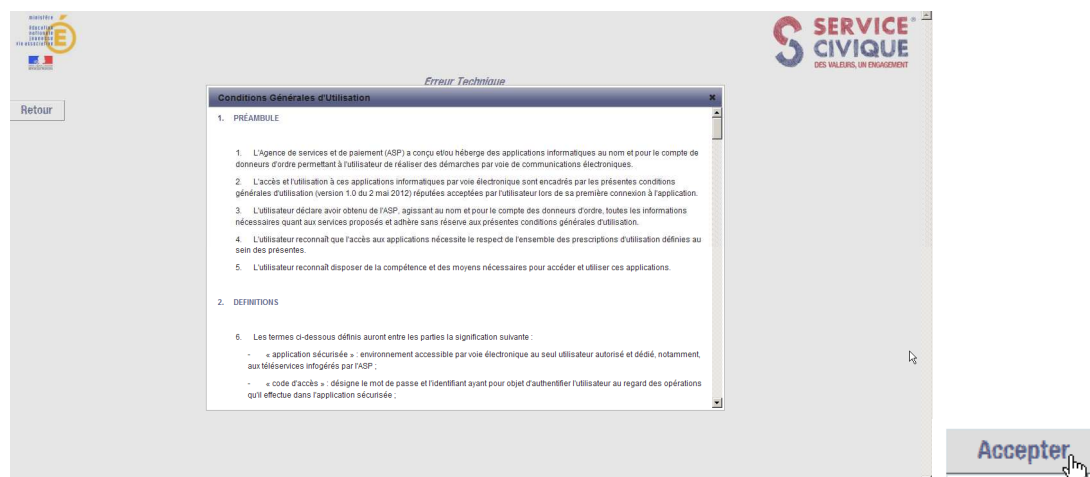 ministère
éducation
nationale
jeunesse
vie associative
É
SERVICE
CIVIQUE
DES VALEURS, UN ENGAGEMENT
Erreur Technique
Retour
Conditions Générales d'Utilisation
1. PRÉAMBULE
1. L'Agence de services et de paiement (ASP) a conçu et/ou héberge des applications informatiques au nom et pour le compte de
donneurs d'ordre permettant à l'utilisateur de réaliser des démarches par voie de communications électroniques.
2. L'accès et l'utilisation à ces applications informatiques par voie électronique sont encadrés par les présentes conditions
générales d'utilisation (version 1.0 du 2 mai 2012) réputées acceptées par l'utilisateur lors de sa première connexion à l'application.
3. L'utilisateur déclare avoir obtenu de l'ASP, agissant au nom et pour le compte des donneurs d'ordre, toutes les informations
nécessaires quant aux services proposés et adhère sans réserve aux présentes conditions générales d'utilisation.
4. L'utilisateur reconnaît que l'accès aux applications nécessite le respect de l'ensemble des prescriptions d'utilisation définies au
sein des présentes.
5. L'utilisateur reconnaît disposer de la compétence et des moyens nécessaires pour accéder et utiliser ces applications.
2. DEFINITIONS
6. Les termes ci-dessous définis auront entre les parties la signification suivante :
- « application sécurisée » : environnement accessible par voie électronique au seul utilisateur autorisé et dédié, notamment,
aux téléservices infogérés par l'ASP ;
- « code d'accès » : désigne le mot de passe et l'identifiant ayant pour objet d'authentifier l'utilisateur au regard des opérations
qu'il effectue dans l'application sécurisée ;
Accepter